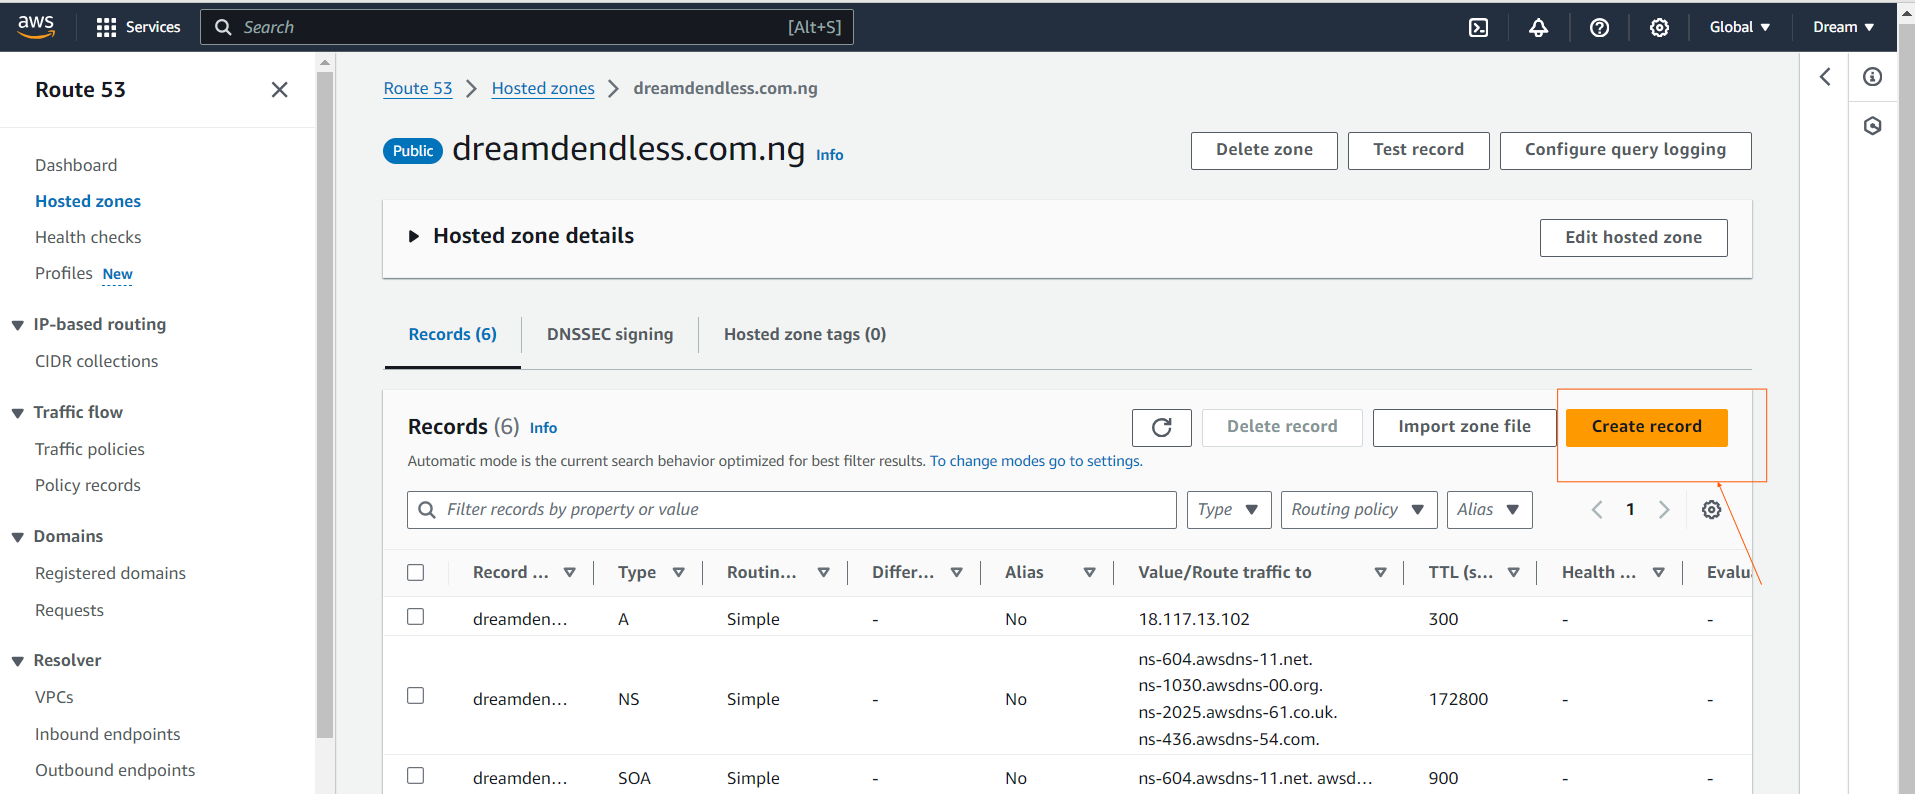 aws
Services
Search
[Alt+S]
Global
Dream
Route 53
Dashboard
Hosted zones
Health checks
Profiles New
IP-based routing
CIDR collections
Traffic flow
Traffic policies
Policy records
Domains
Registered domains
Requests
Resolver
VPCs
Inbound endpoints
Outbound endpoints
Route 53 > Hosted zones > dreamdendless.com.ng
Public dreamdendless.com.ng Info
Delete zone
Test record
Configure query logging
Hosted zone details
Edit hosted zone
Records (6)
DNSSEC signing
Hosted zone tags (0)
Records (6) Info
Delete record
Import zone file
Create record
Automatic mode is the current search behavior optimized for best filter results. To change modes go to settings.
Filter records by property or value
Type
Routing policy
Alias
1
Record ... Type Routin... Differ... Alias Value/Route traffic to TTL (s... Health ... Evalu
dreamden... A Simple - No 18.117.13.102 300 - -
dreamden... NS Simple - No ns-604.awsdns-11.net.
ns-1030.awsdns-00.org.
ns-2025.awsdns-61.co.uk.
ns-436.awsdns-54.com. 172800 - -
dreamden... SOA Simple - No ns-604.awsdns-11.net. awsd... 900 - -